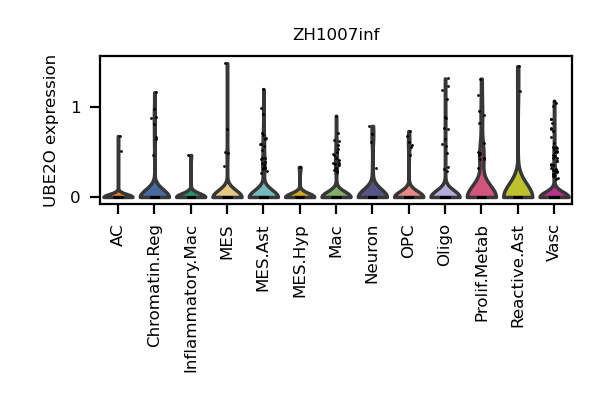 ZH1007inf
UBE2O expression
1
0
AC
Chromatin.Reg
Inflammatory.Mac
MES
MES.Ast
MES.Hyp
Mac
Neuron
OPC
Oligo
Prolif.Metab
Reactive.Ast
Vasc